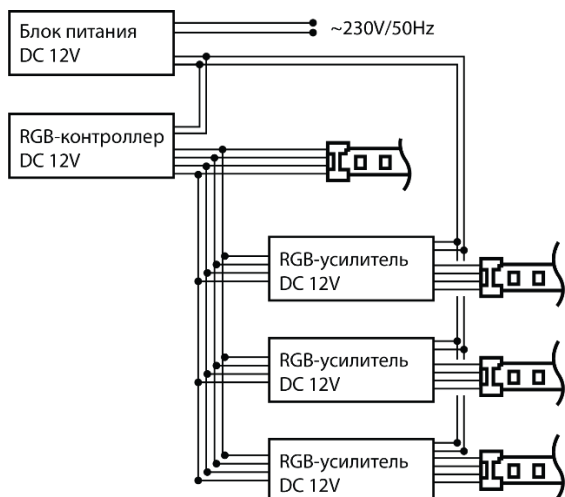 Блок питания
DC 12V
~230V/50Hz
RGB-контроллер
DC 12V
RGB-усилитель
DC 12V
RGB-усилитель
DC 12V
RGB-усилитель
DC 12V